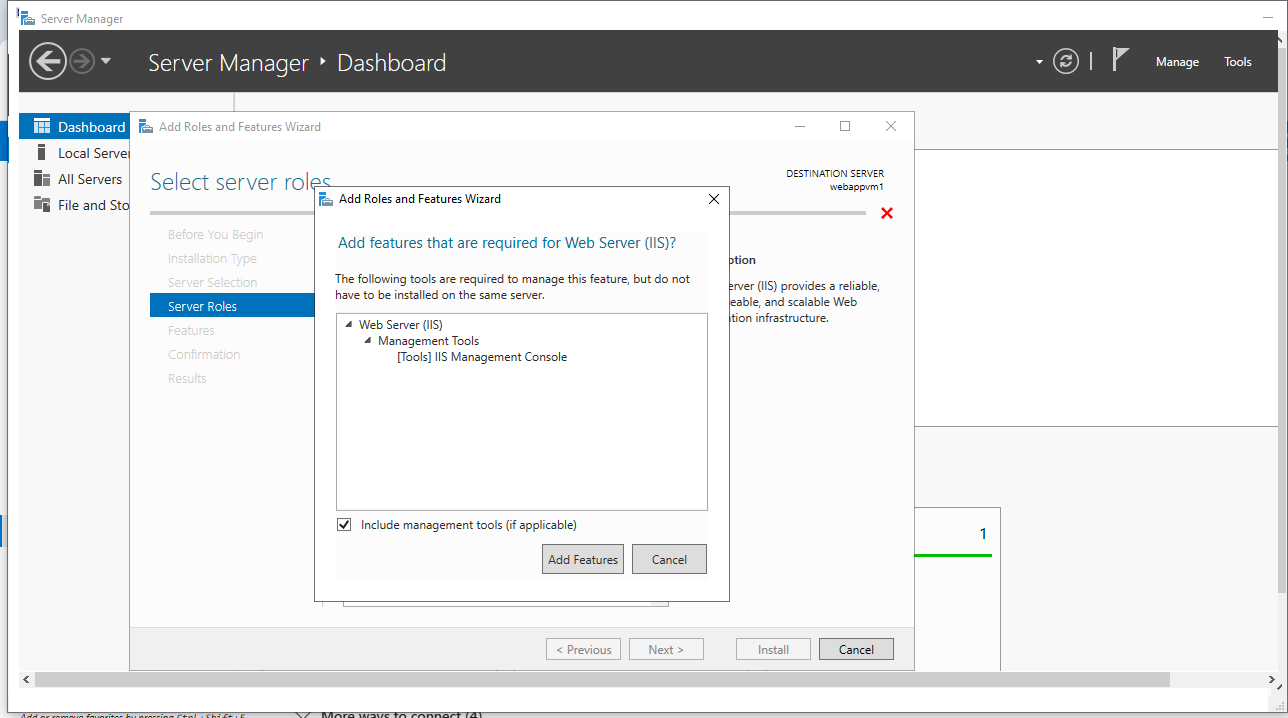 Server Manager
Server Manager ‣ Dashboard
Manage
Tools
Dashboard
Local Server
All Servers
File and Sto
Add Roles and Features Wizard
Select server roles
DESTINATION SERVER
webappvm1
Before You Begin
Installation Type
Server Selection
Server Roles
Features
Confirmation
Results
Add Roles and Features Wizard
Add features that are required for Web Server (IIS)?
The following tools are required to manage this feature, but do not
have to be installed on the same server.
Web Server (IIS)
Management Tools
[Tools] IIS Management Console
Include management tools (if applicable)
Add Features
Cancel
ption
erver (IIS) provides a reliable,
eable, and scalable Web
tion infrastructure.
1
< Previous
Next >
Install
Cancel
Add or remove favorites by pressing Ctrl+Shift+F
More ways to connect (4)